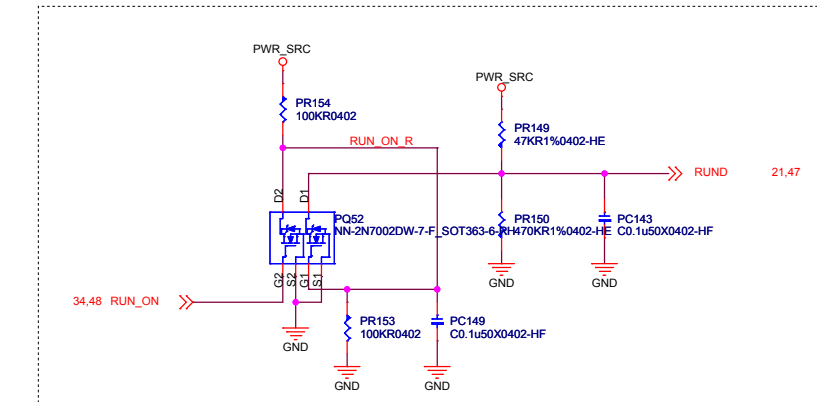 PWR_SRC
PWR_SRC
PR154
100KR0402
PR149
47KR1%0402-HE
RUN_ON_R
RUND 21,47
D2
D1
PQ52
NN-2N7002DW-7-F_SOT363-6-RH
PR150
470KR1%0402-HE
PC143
C0.1u50X0402-HF
G2
S2
G1
S1
GND
GND
34,48 RUN_ON
PR153
100KR0402
PC149
C0.1u50X0402-HF
GND
GND
GND